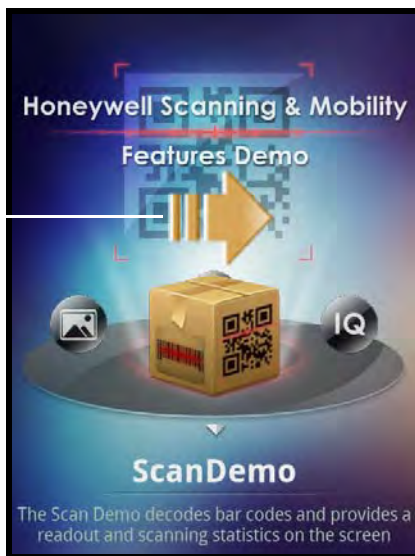 Honeywell Scanning & Mobility
Features Demo
IQ
ScanDemo
The Scan Demo decodes bar codes and provides a
readout and scanning statistics on the screen